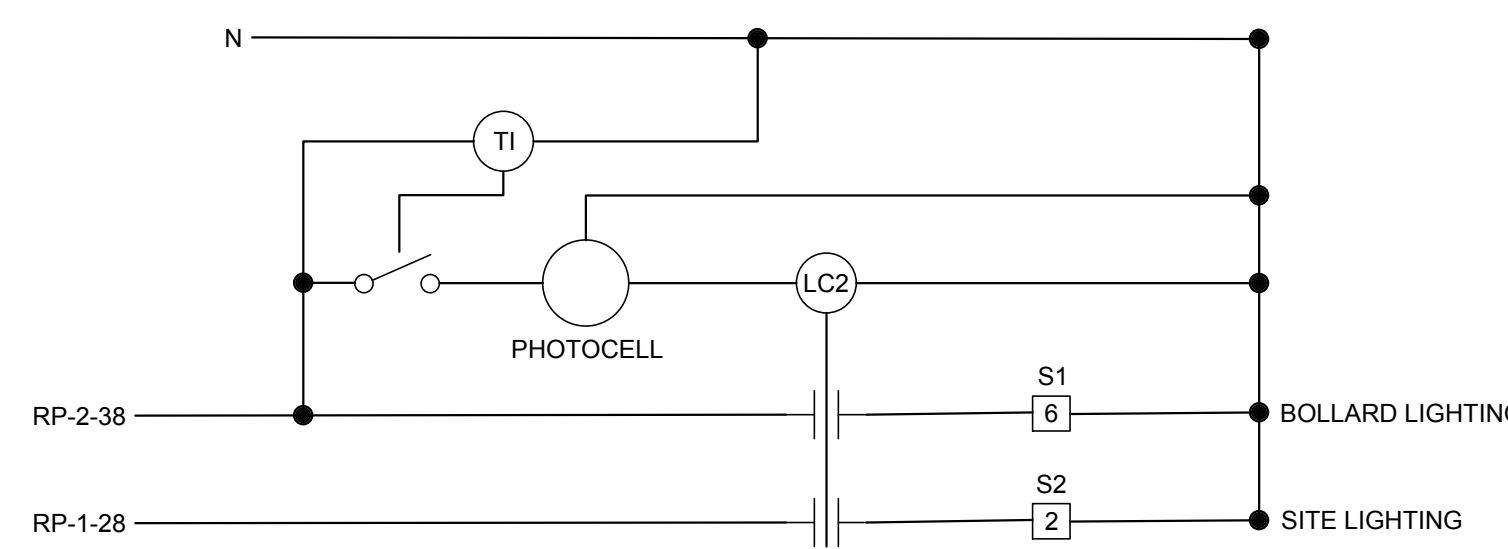 N
TI
LC2
PHOTOCELL
S1
RP-2-38
6
BOLLARD LIGHTING
S2
RP-1-28
2
SITE LIGHTING